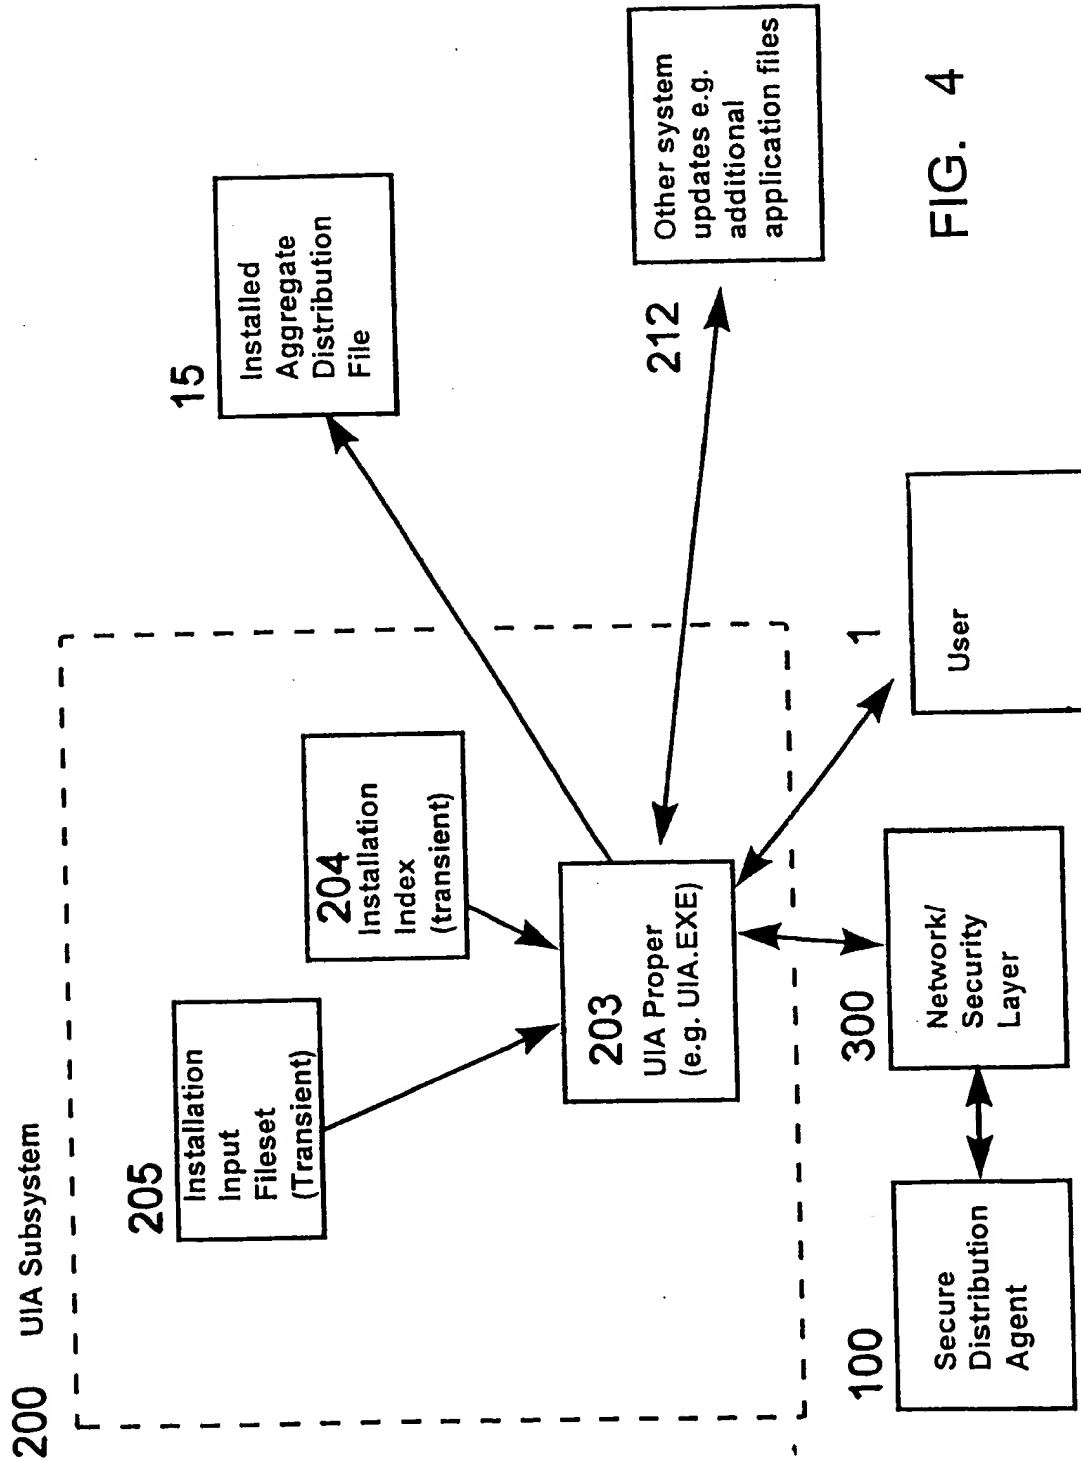 200 UIA Subsystem
205
Installation
Input
Fileset
(Transient)
204
Installation
Index
(transient)
203
UIA Proper
(e.g. UIA.EXE)
15
Installed
Aggregate
Distribution
File
212
Other system
updates e.g.
additional
application files
100
Secure
Distribution
Agent
300
Network/
Security
Layer
1
User
FIG. 4